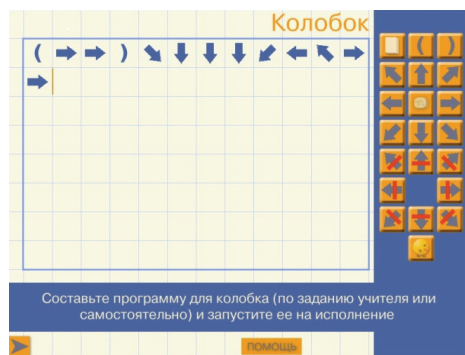 Колобок
( → → ) ↘ ↓ ↓ ↓ ↙ ← ↖ →
→
( )
Составьте программу для колобка (по заданию учителя или
самостоятельно) и запустите ее на исполнение
ПОМОЩЬ